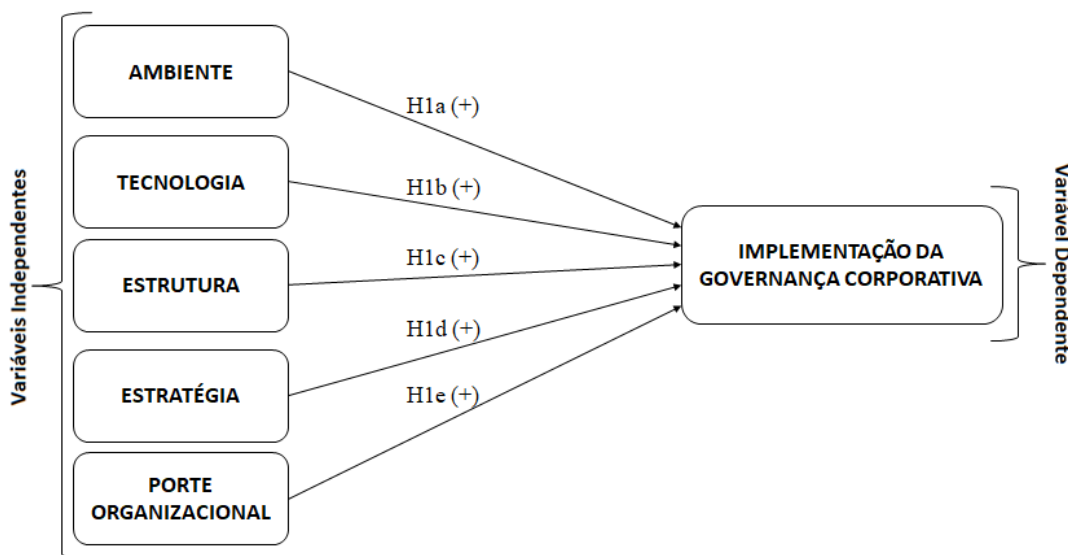 Variáveis Independentes
AMBIENTE
TECNOLOGIA
ESTRUTURA
ESTRATÉGIA
PORTE
ORGANIZACIONAL
H1a (+)
H1b (+)
H1c (+)
H1d (+)
H1e (+)
IMPLEMENTAÇÃO DA
GOVERNANÇA CORPORATIVA
Variável Dependente